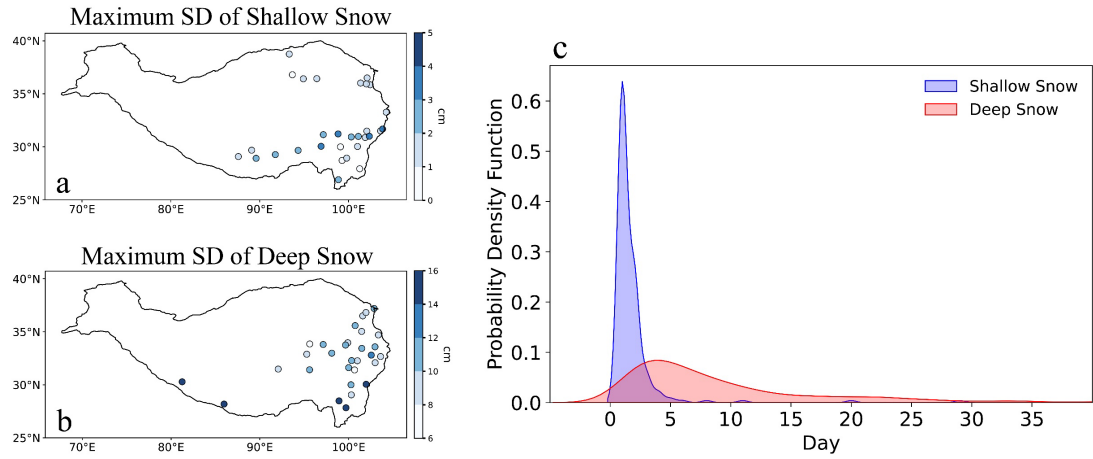 Maximum SD of Shallow Snow
40°N
35°N
30°N
25°N
70°E 80°E 90°E 100°E
5
4
3
2
1
0
cm
a
Maximum SD of Deep Snow
40°N
35°N
30°N
25°N
70°E 80°E 90°E 100°E
16
14
12
10
8
6
cm
b
c
Probability Density Function
0.6
0.5
0.4
0.3
0.2
0.1
0.0
0 5 10 15 20 25 30 35
Day
Shallow Snow
Deep Snow